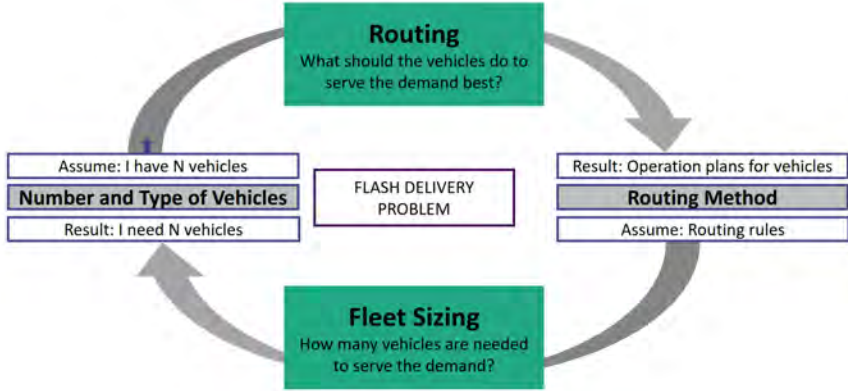 Routing
What should the vehicles do to
serve the demand best?
Assume: I have N vehicles
Number and Type of Vehicles
Result: I need N vehicles
FLASH DELIVERY
PROBLEM
Result: Operation plans for vehicles
Routing Method
Assume: Routing rules
Fleet Sizing
How many vehicles are needed
to serve the demand?